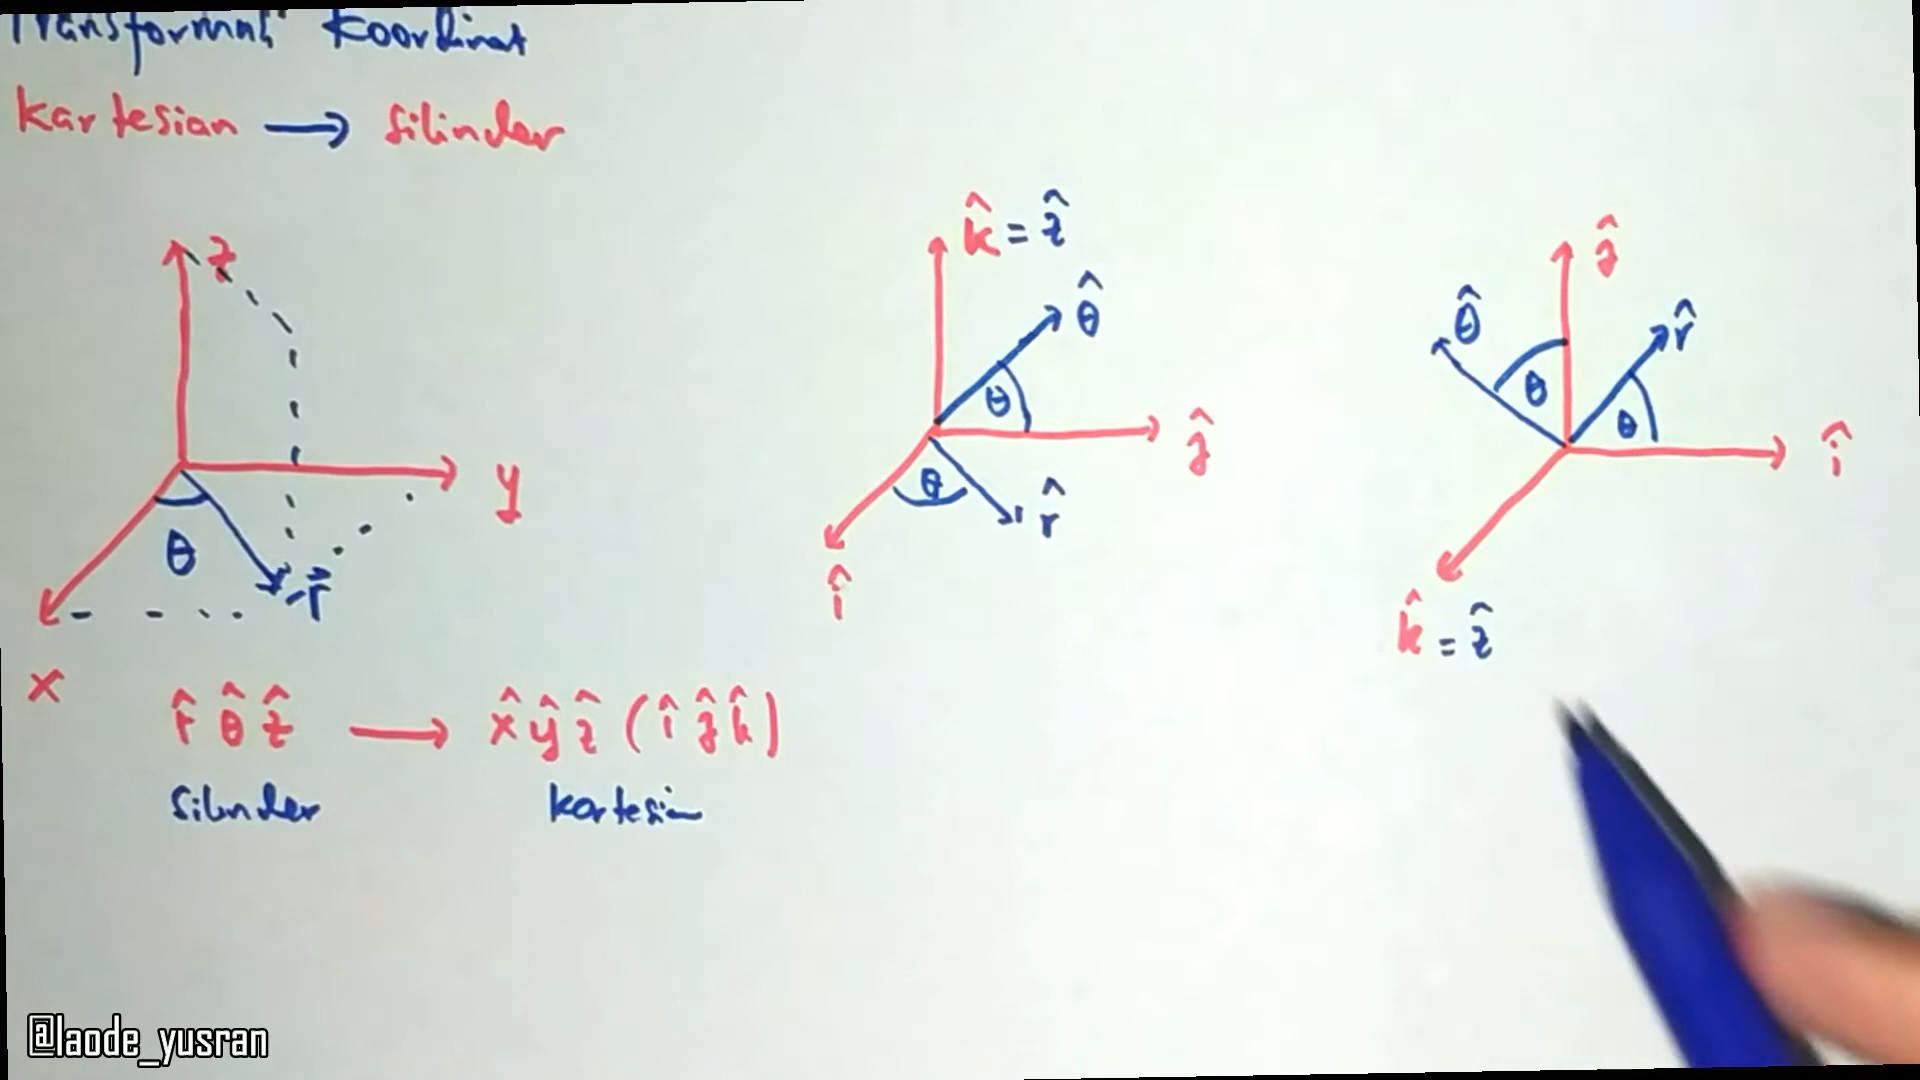 Transformasi Koordinat
kartesian → silinder
z
y
θ
r⃗
x
r̂ θ̂ ẑ → x̂ ŷ ẑ (î ĵ k̂)
silinder kartesian
k̂ = ẑ
θ̂
θ
ĵ
θ
r̂
î
ĵ
θ̂
r̂
θ
θ
î
k̂ = ẑ
@laode_yusran